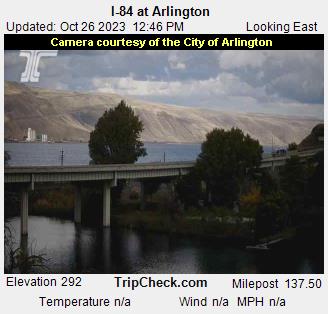 I-84 at Arlington
Updated: Oct 26 2023 12:46 PM Looking East
Camera courtesy of the City of Arlington
Elevation 292 TripCheck.com Milepost 137.50
Temperature n/a Wind n/a MPH n/a